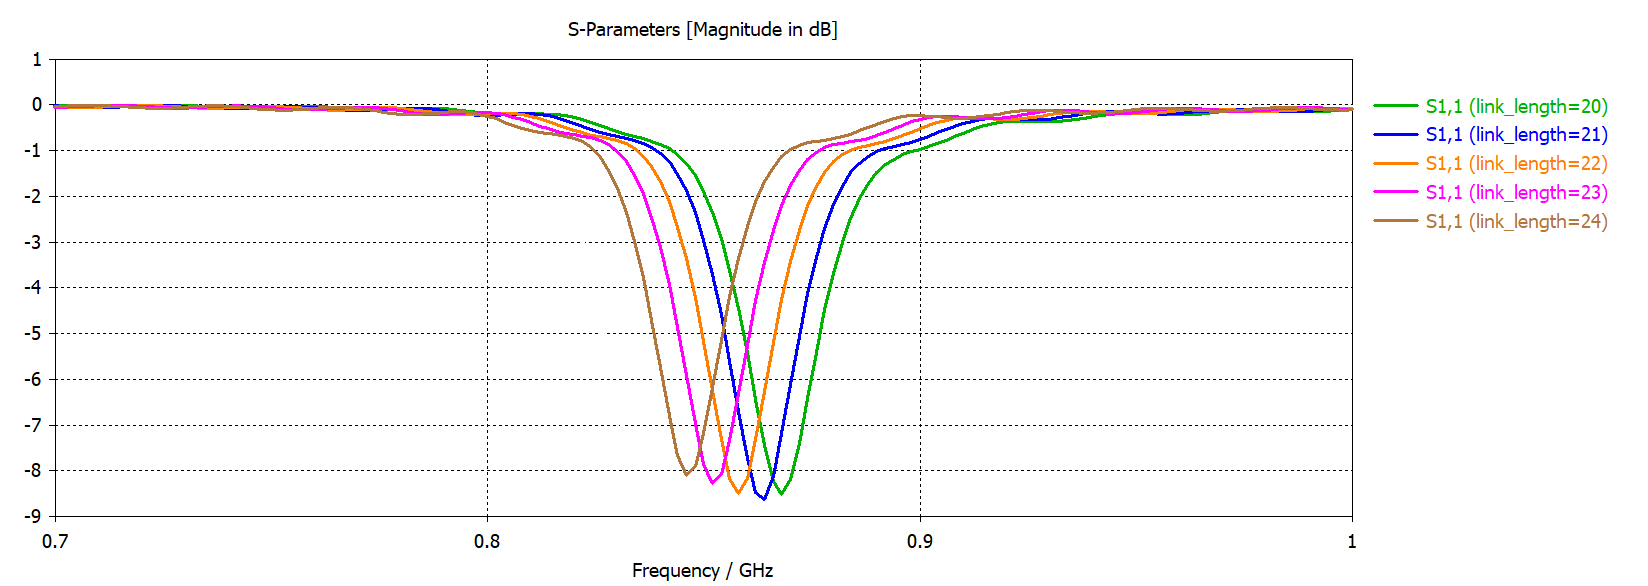 S-Parameters [Magnitude in dB]
1
0
-1
-2
-3
-4
-5
-6
-7
-8
-9
0.7
0.8
0.9
1
Frequency / GHz
S1,1 (link_length=20)
S1,1 (link_length=21)
S1,1 (link_length=22)
S1,1 (link_length=23)
S1,1 (link_length=24)